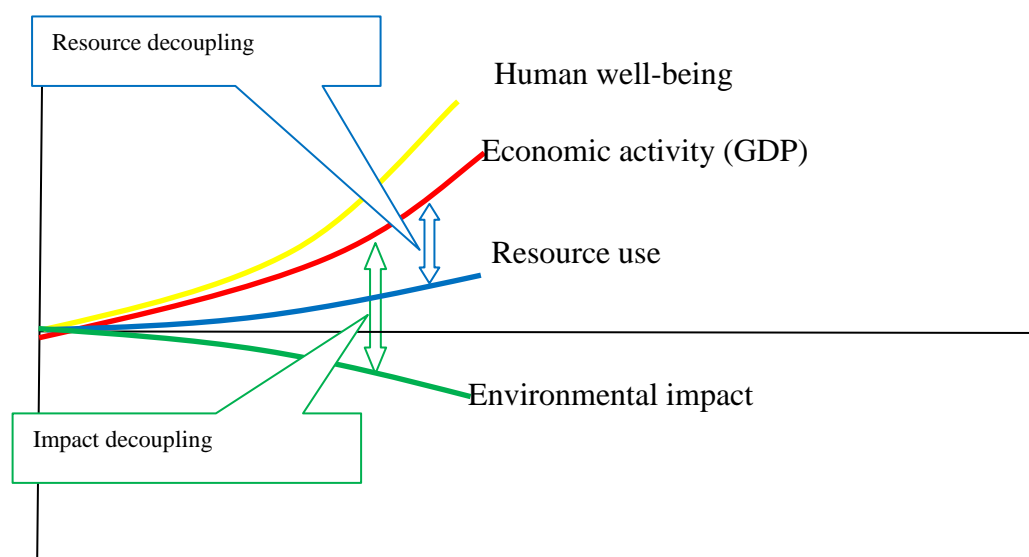 Resource decoupling
Human well-being
Economic activity (GDP)
Resource use
Environmental impact
Impact decoupling